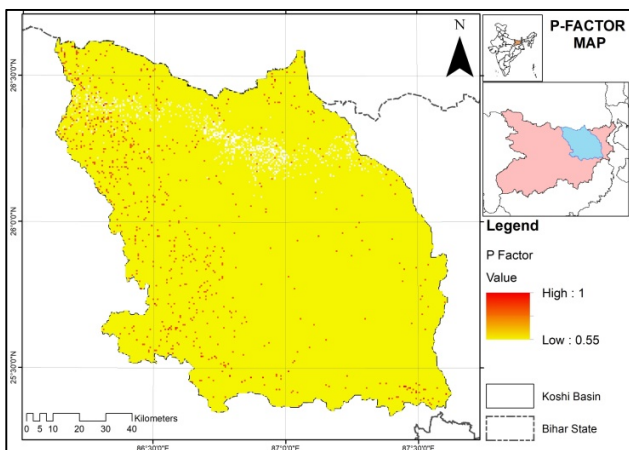 P-FACTOR
MAP
N
26°30'0"N
26°0'0"N
25°30'0"N
86°30'0"E
87°0'0"E
87°30'0"E
Kilometers
0 5 10 20 30 40
Legend
P Factor
Value
High : 1
Low : 0.55
Koshi Basin
Bihar State